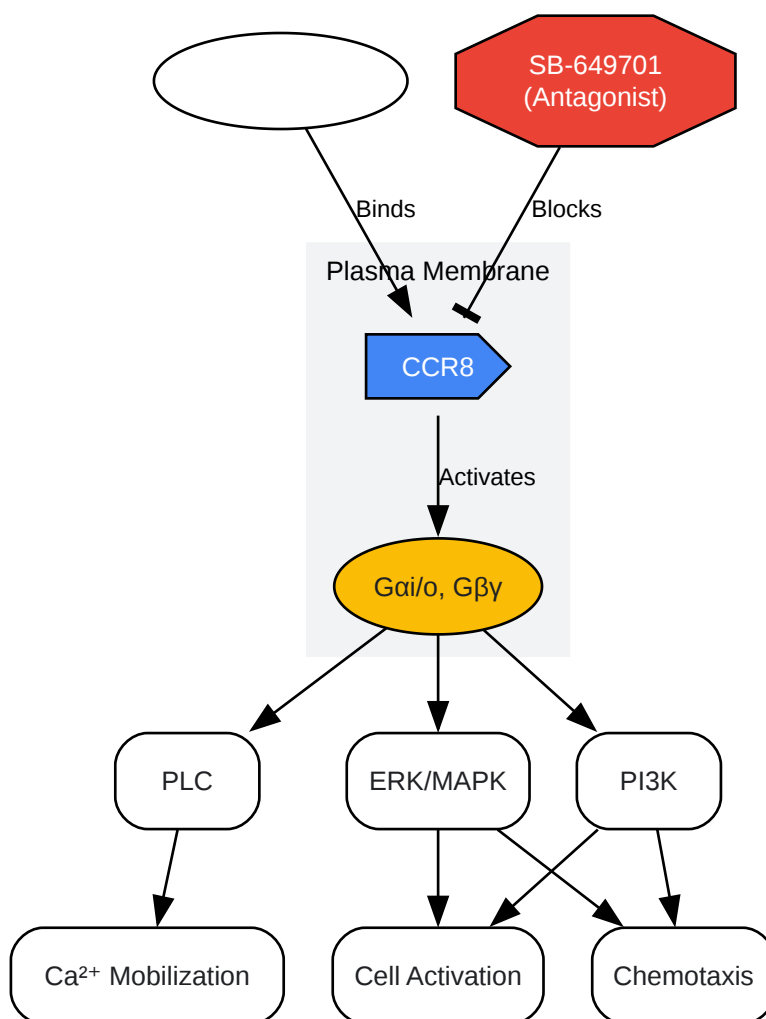 SB-649701
(Antagonist)
Binds
Blocks
Plasma Membrane
CCR8
Activates
Gαi/o, Gβγ
PLC
ERK/MAPK
PI3K
Ca²⁺ Mobilization
Cell Activation
Chemotaxis